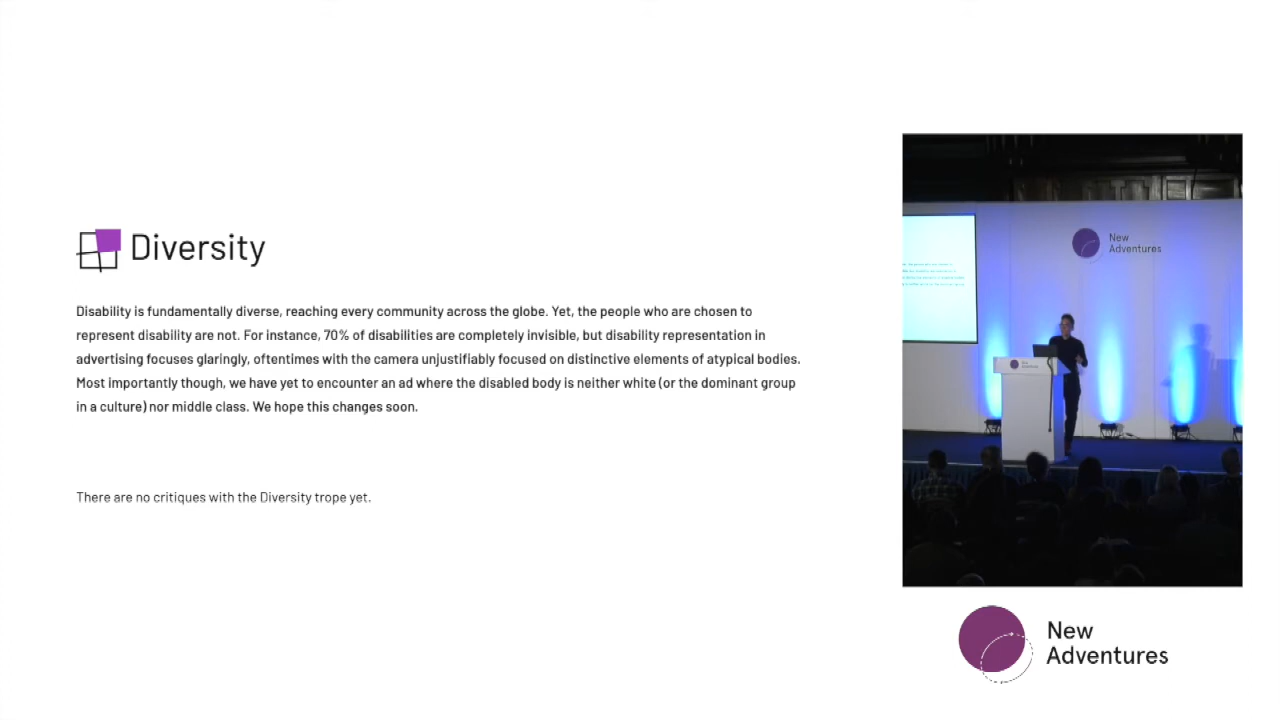 Diversity
Disability is fundamentally diverse, reaching every community across the globe. Yet, the people who are chosen to
represent disability are not. For instance, 70% of disabilities are completely invisible, but disability representation in
advertising focuses glaringly, oftentimes with the camera unjustifiably focused on distinctive elements of atypical bodies.
Most importantly though, we have yet to encounter an ad where the disabled body is neither white (or the dominant group
in a culture) nor middle class. We hope this changes soon.
There are no critiques with the Diversity trope yet.
New
Adventures
New
Adventures